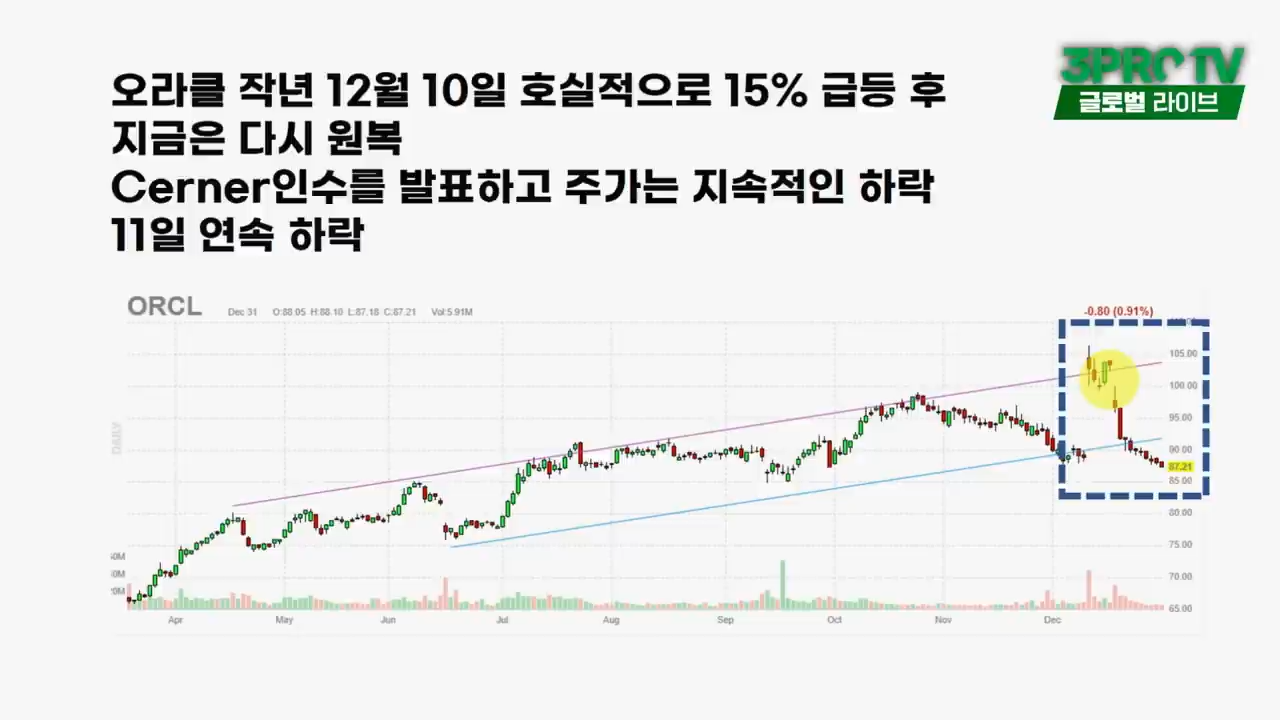 오라클 작년 12월 10일 호실적으로 15% 급등 후
지금은 다시 원복
Cerner인수를 발표하고 주가는 지속적인 하락
11일 연속 하락
3PRO TV
글로벌 라이브
ORCL Dec 31 O:88.05 H:88.10 L:87.18 C:87.21 Vol:5.91M
-0.80 (0.91%)
105.00
100.00
95.00
90.00
87.21
85.00
80.00
75.00
70.00
65.00
DAILY
Apr May Jun Jul Aug Sep Oct Nov Dec